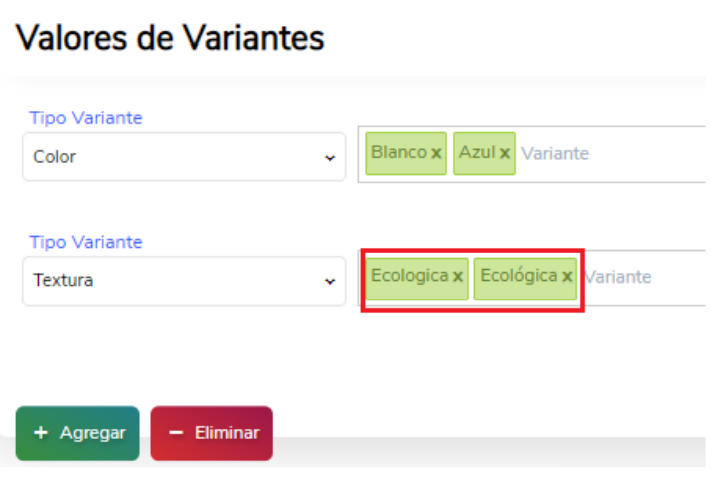 Valores de Variantes
Tipo Variante
Color
Blanco x Azul x Variante
Tipo Variante
Textura
Ecologica x Ecológica x Variante
+ Agregar
− Eliminar